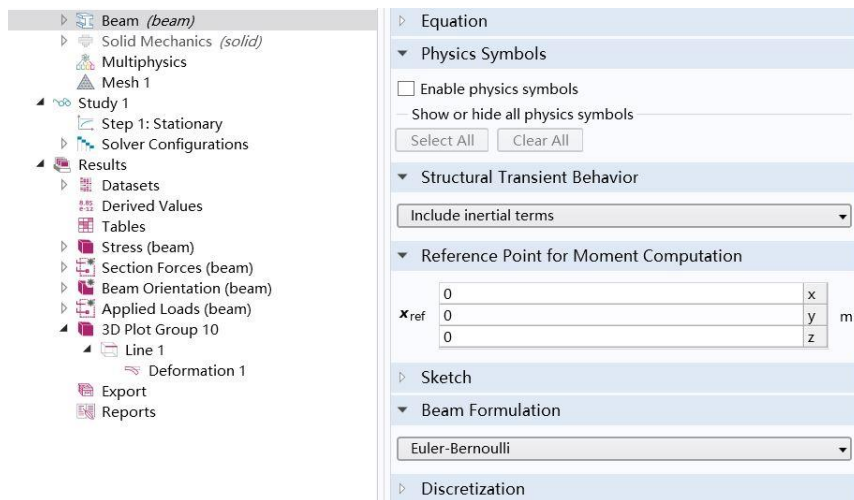 Beam (beam)
Solid Mechanics (solid)
Multiphysics
Mesh 1
Study 1
Step 1: Stationary
Solver Configurations
Results
Datasets
Derived Values
Tables
Stress (beam)
Section Forces (beam)
Beam Orientation (beam)
Applied Loads (beam)
3D Plot Group 10
Line 1
Deformation 1
Export
Reports
Equation
Physics Symbols
Enable physics symbols
Show or hide all physics symbols
Select All Clear All
Structural Transient Behavior
Include inertial terms
Reference Point for Moment Computation
0 x
xref 0 y m
0 z
Sketch
Beam Formulation
Euler-Bernoulli
Discretization